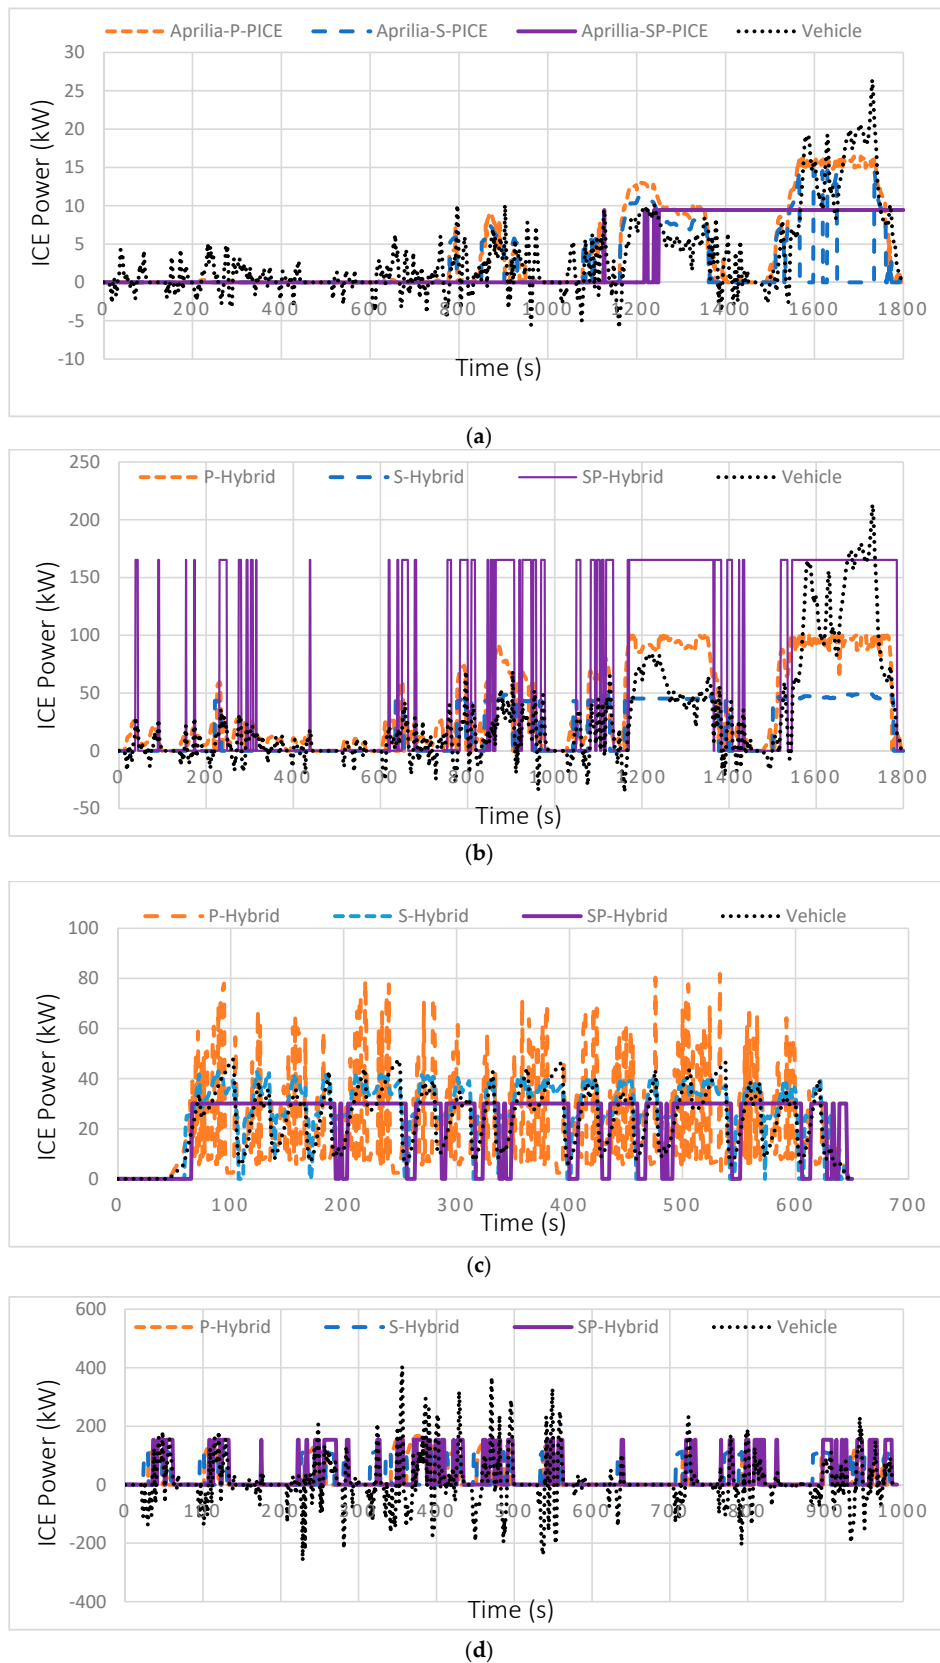 Aprilia-P-PICE Aprilia-S-PICE Aprillia-SP-PICE Vehicle
30
25
20
15
10
5
0
-5
-10
ICE Power (kW)
0 200 400 600 800 1000 1200 1400 1600 1800
Time (s)
(a)
250
P-Hybrid S-Hybrid SP-Hybrid Vehicle
200
150
100
50
0
-50
ICE Power (kW)
0 200 400 600 800 1000 1200 1400 1600 1800
Time (s)
(b)
P-Hybrid S-Hybrid SP-Hybrid Vehicle
100
80
60
40
20
0
ICE Power (kW)
0 100 200 300 400 500 600 700
Time (s)
(c)
600
P-Hybrid S-Hybrid SP-Hybrid Vehicle
400
200
0
-200
-400
ICE Power (kW)
0 100 200 300 400 500 600 700 800 900 1000
Time (s)
(d)